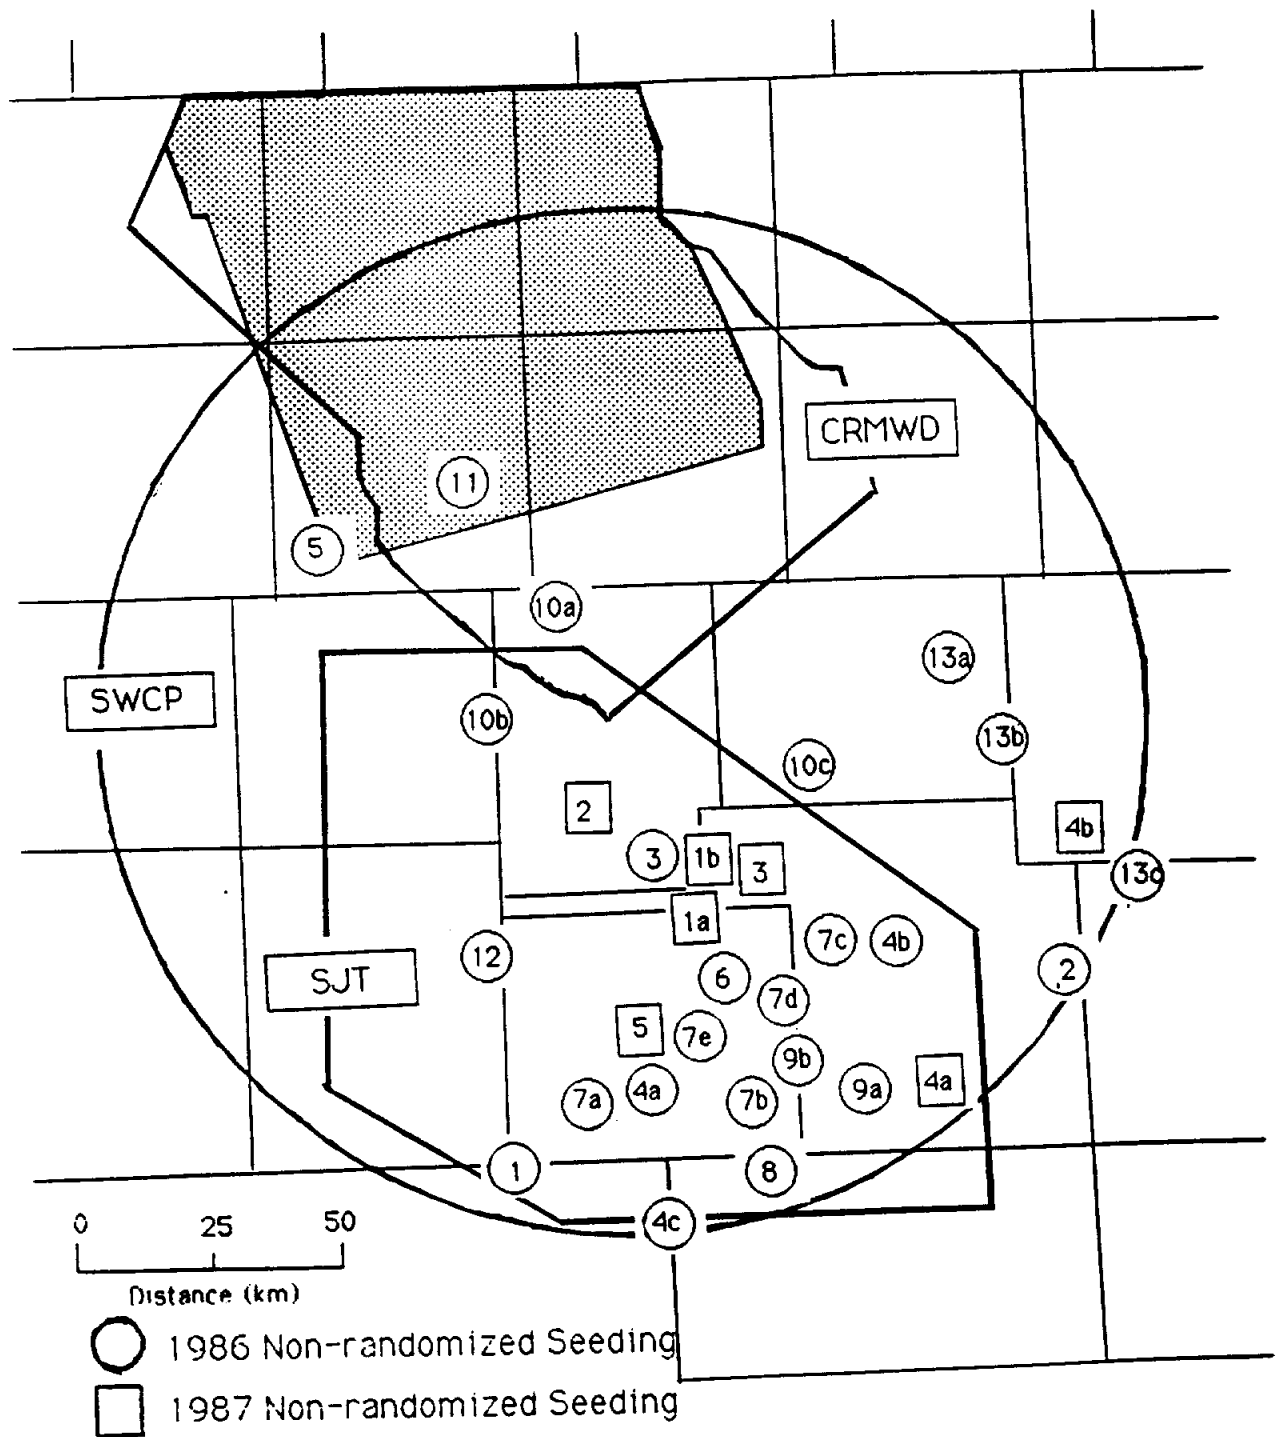 CRMWD
11
5
10a
13a
SWCP
10b
13b
10c
2
4b
3
1b
3
13c
1a
7c
4b
12
6
2
SJT
7d
5
7e
9b
7a
4a
7b
9a
4a
1
8
4c
0 25 50
Distance (km)
1986 Non-randomized Seeding
1987 Non-randomized Seeding